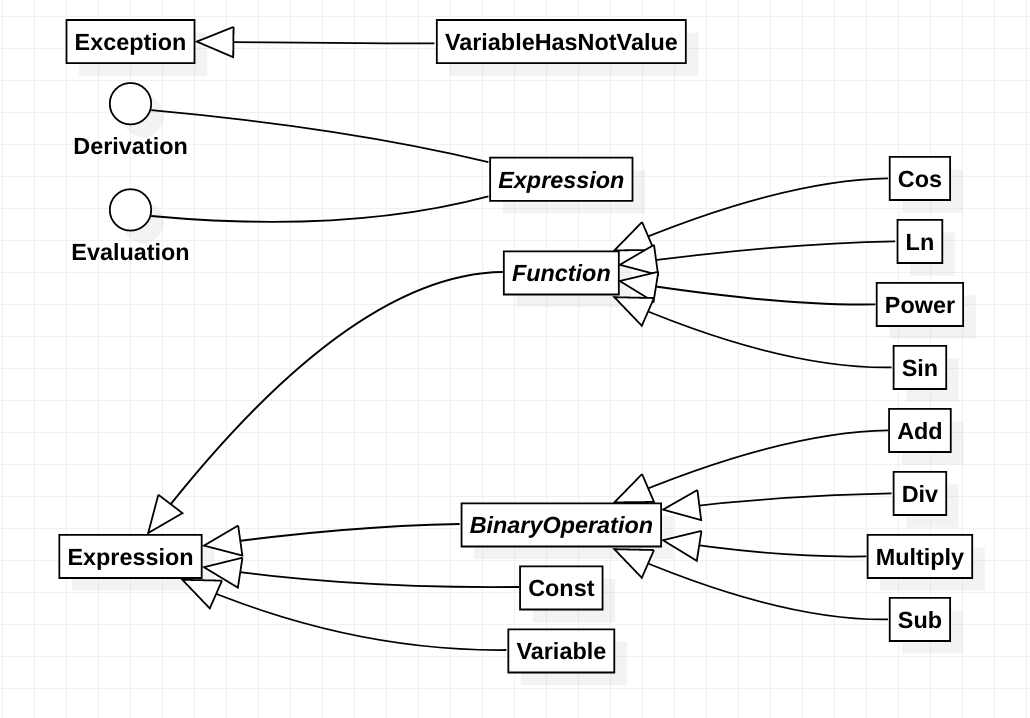 Exception
VariableHasNotValue
Derivation
Expression
Cos
Evaluation
Ln
Function
Power
Sin
Add
Div
BinaryOperation
Expression
Multiply
Const
Sub
Variable